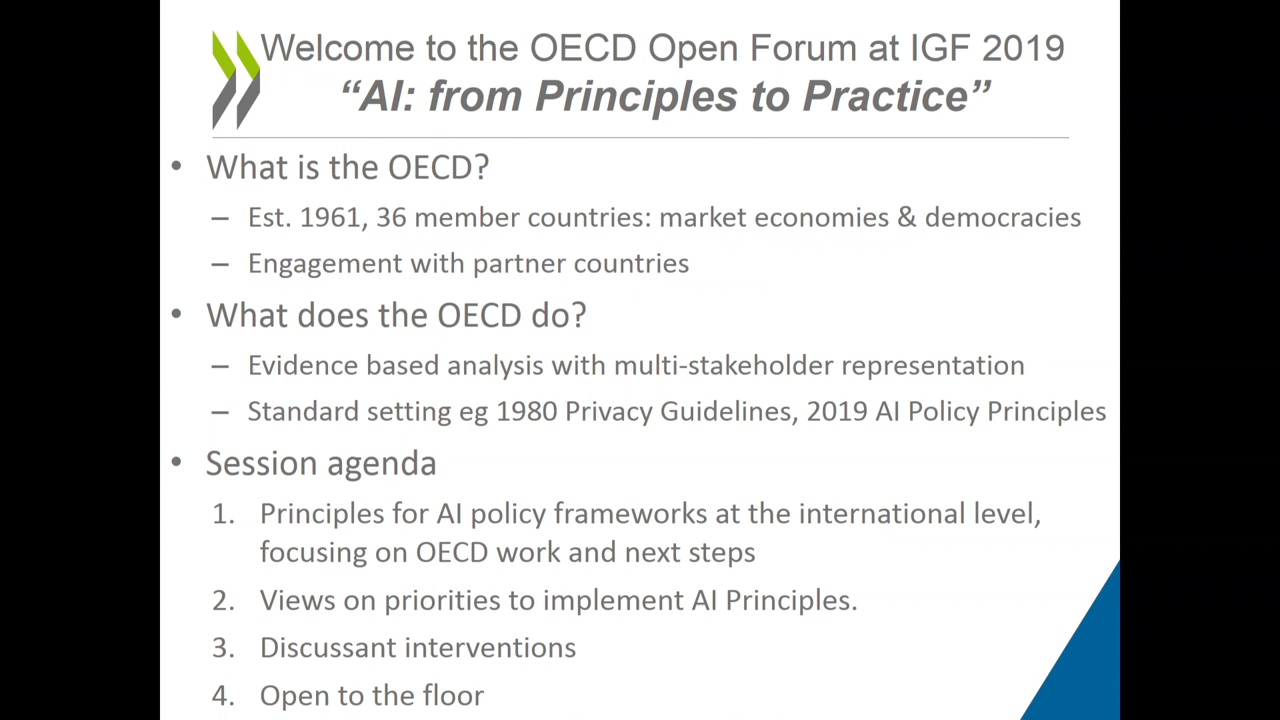 Welcome to the OECD Open Forum at IGF 2019
“AI: from Principles to Practice”
• What is the OECD?
– Est. 1961, 36 member countries: market economies & democracies
– Engagement with partner countries
• What does the OECD do?
– Evidence based analysis with multi-stakeholder representation
– Standard setting eg 1980 Privacy Guidelines, 2019 AI Policy Principles
• Session agenda
1. Principles for AI policy frameworks at the international level,
focusing on OECD work and next steps
2. Views on priorities to implement AI Principles.
3. Discussant interventions
4. Open to the floor